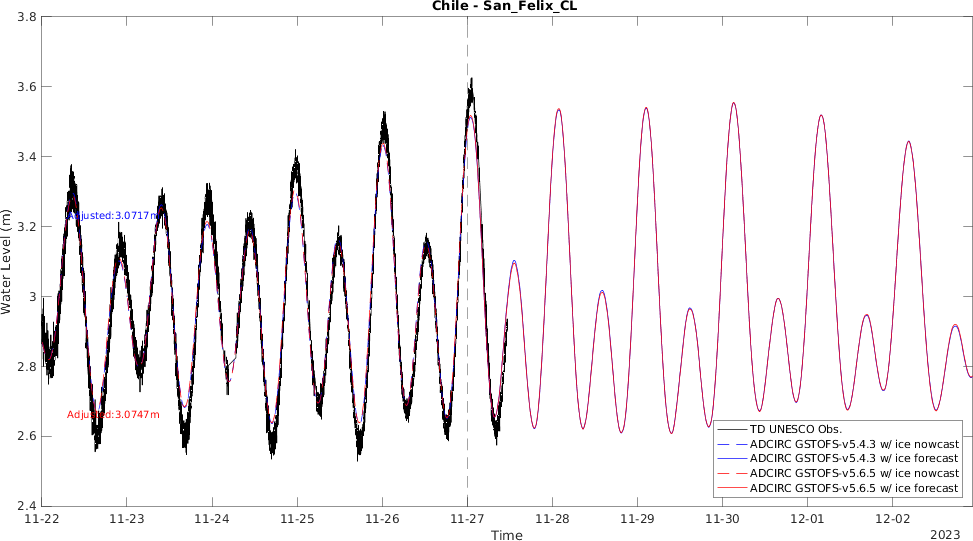 Chile - San_Felix_CL
3.8
3.6
3.4
3.2
3
2.8
2.6
2.4
Water Level (m)
Adjusted:3.0717m
Adjusted:3.0747m
TD UNESCO Obs.
ADCIRC GSTOFS-v5.4.3 w/ ice nowcast
ADCIRC GSTOFS-v5.4.3 w/ ice forecast
ADCIRC GSTOFS-v5.6.5 w/ ice nowcast
ADCIRC GSTOFS-v5.6.5 w/ ice forecast
11-22 11-23 11-24 11-25 11-26 11-27 11-28 11-29 11-30 12-01 12-02
Time
2023